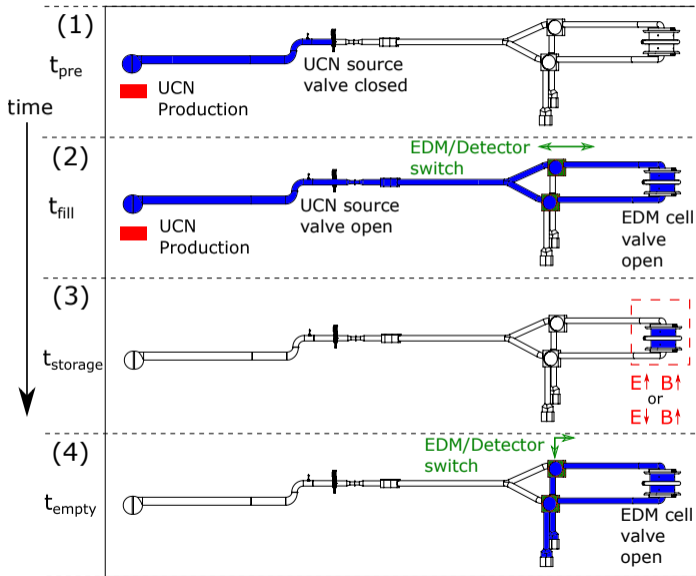 time
(1)
t_pre
UCN
Production
UCN source
valve closed
(2)
t_fill
UCN
Production
UCN source
valve open
EDM/Detector
switch
EDM cell
valve
open
(3)
t_storage
E↑ B↑
or
E↓ B↑
(4)
t_empty
EDM/Detector
switch
EDM cell
valve
open